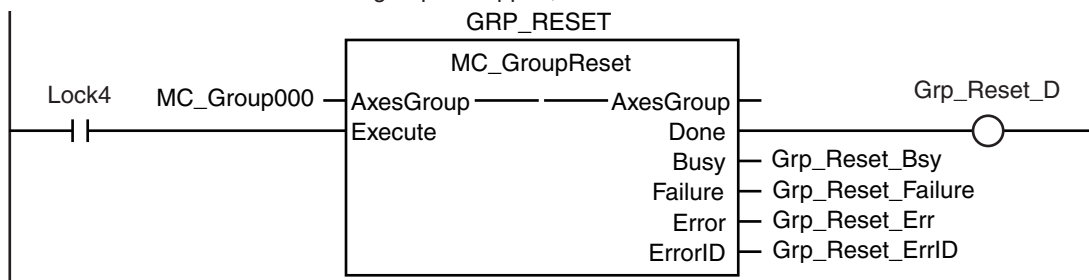 GRP_RESET
MC_GroupReset
Lock4 MC_Group000 AxesGroup AxesGroup Grp_Reset_D
Execute Done
Busy Grp_Reset_Bsy
Failure Grp_Reset_Failure
Error Grp_Reset_Err
ErrorID Grp_Reset_ErrID